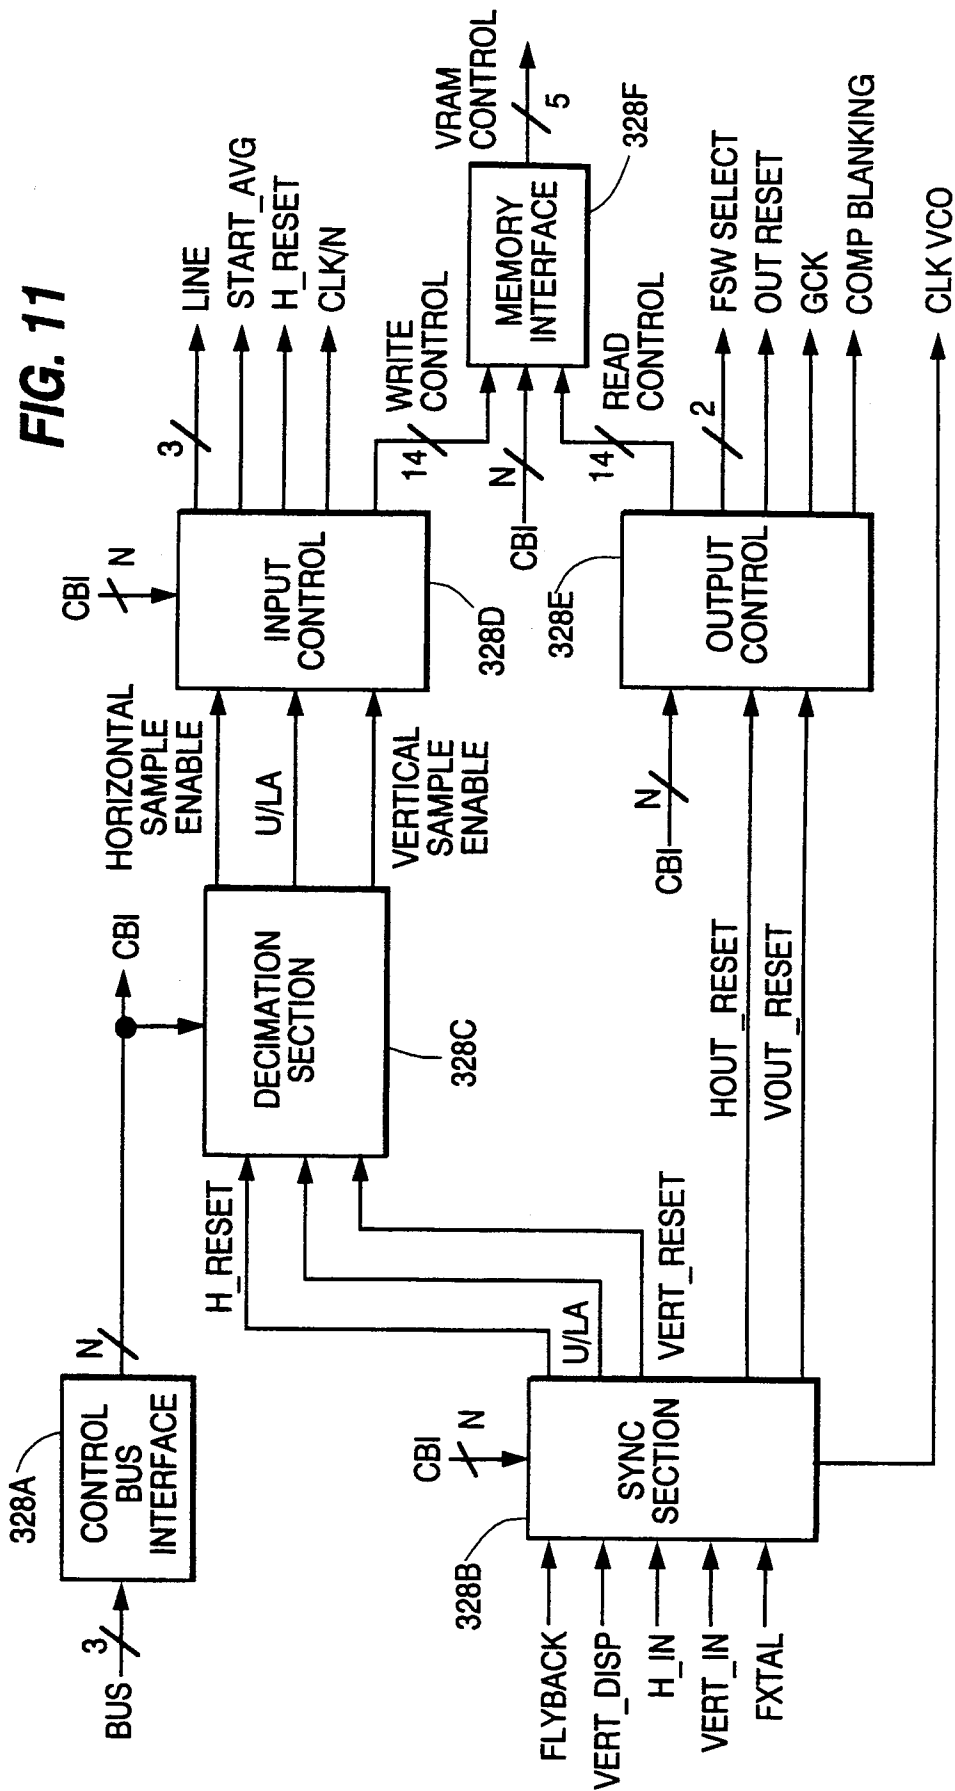 FIG. 11
BUS
3
328A
CONTROL
BUS
INTERFACE
N
CBI
H_RESET
U/LA
VERT_RESET
DECIMATION
SECTION
328C
HORIZONTAL
SAMPLE
ENABLE
U/LA
VERTICAL
SAMPLE
ENABLE
CBI
N
INPUT
CONTROL
328D
3
LINE
START_AVG
H_RESET
CLK/N
WRITE
CONTROL
14
CBI
N
14
READ
CONTROL
MEMORY
INTERFACE
328F
VRAM
CONTROL
5
FLYBACK
VERT_DISP
H_IN
VERT_IN
FXTAL
328B
CBI
N
SYNC
SECTION
HOUT_RESET
VOUT_RESET
CBI
N
328E
OUTPUT
CONTROL
2
FSW SELECT
OUT RESET
GCK
COMP BLANKING
CLK VCO